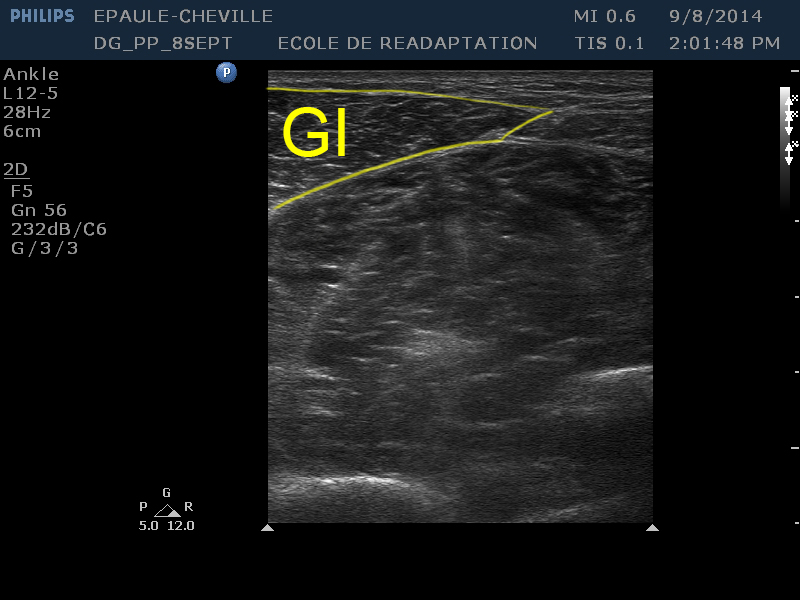 PHILIPS EPAULE-CHEVILLE MI 0.6 9/8/2014
DG_PP_8SEPT ECOLE DE READAPTATION TIS 0.1 2:01:48 PM
Ankle
L12-5
28Hz
6cm
2D
F5
Gn 56
232dB/C6
G/3/3
P
GI
G
P R
5.0 12.0